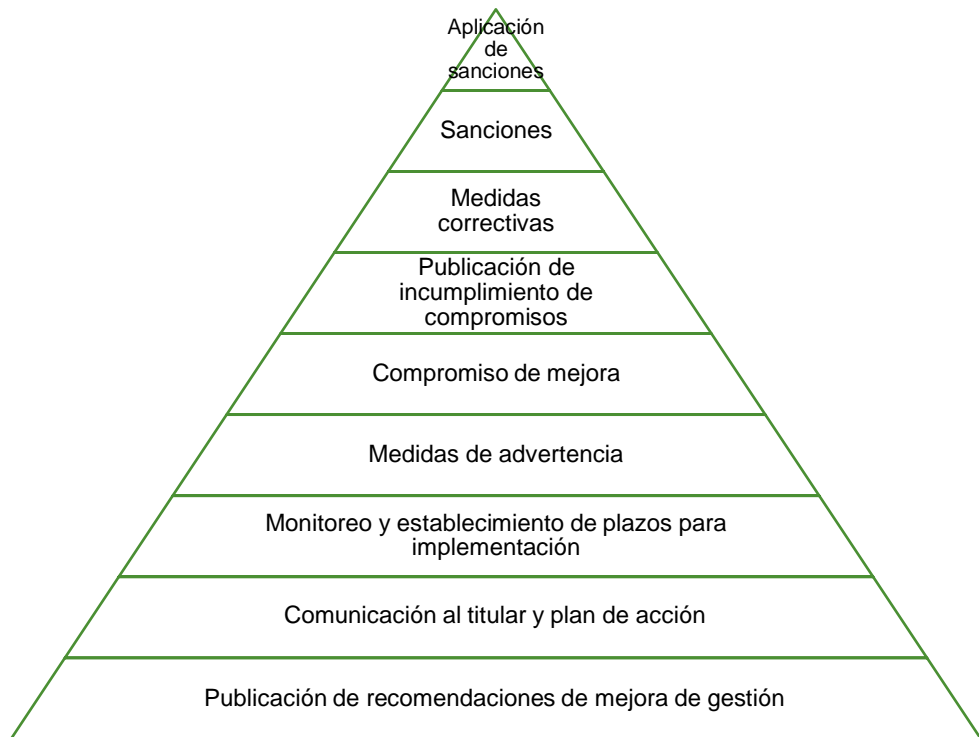 Aplicación
de
sanciones
Sanciones
Medidas
correctivas
Publicación de
incumplimiento de
compromisos
Compromiso de mejora
Medidas de advertencia
Monitoreo y establecimiento de plazos para
implementación
Comunicación al titular y plan de acción
Publicación de recomendaciones de mejora de gestión